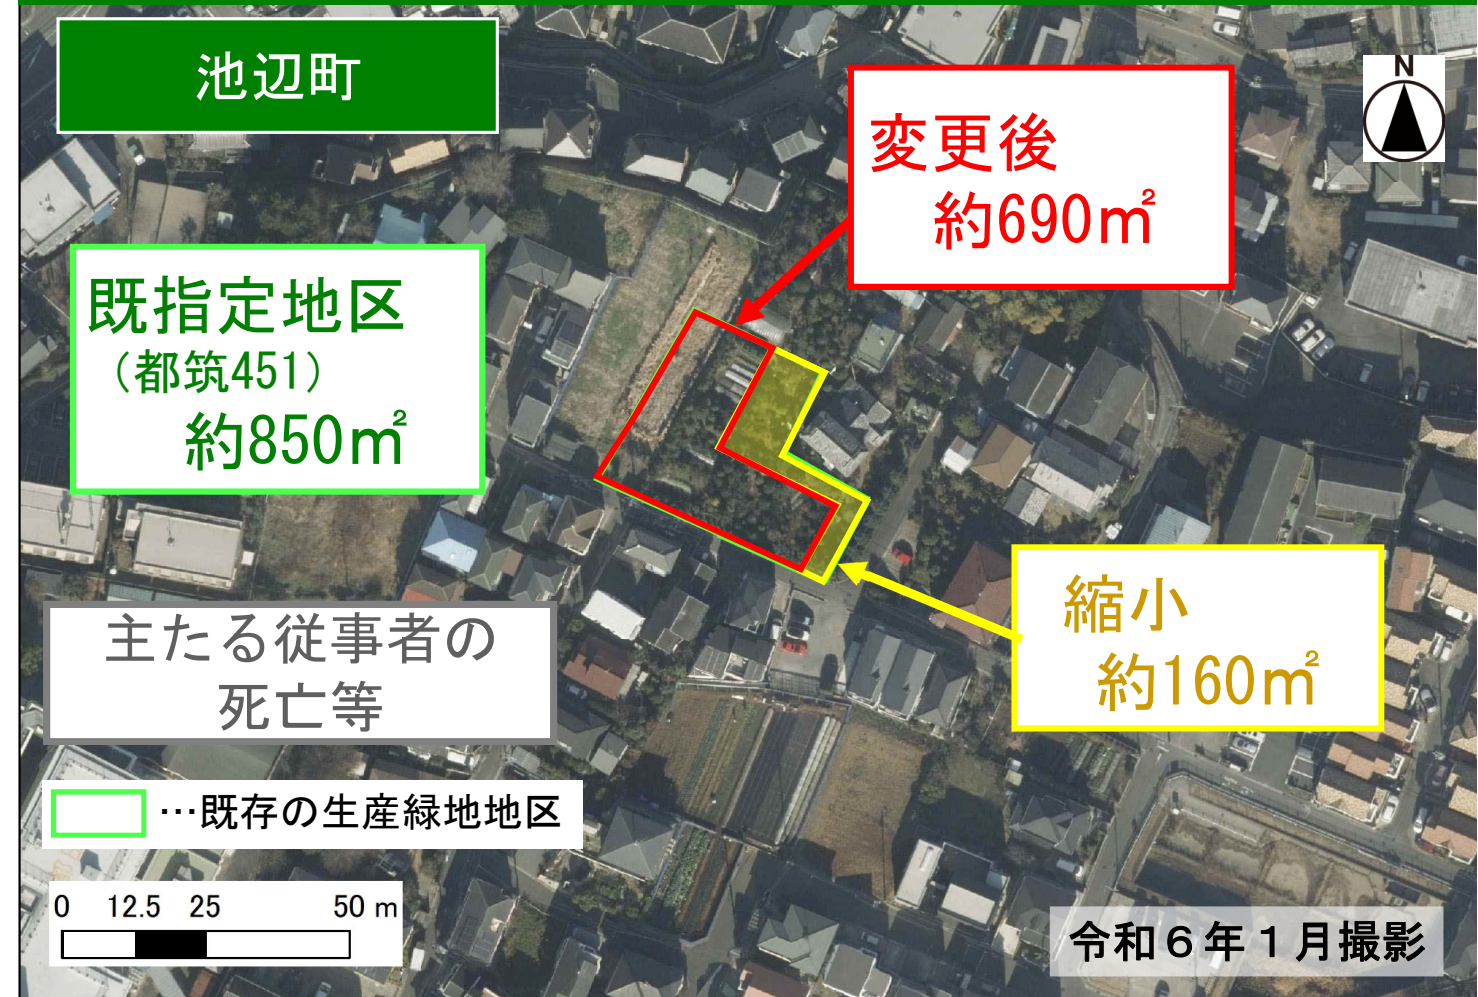 池辺町
N
変更後
約690㎡
既指定地区
（都筑451）
約850㎡
縮小
約160㎡
主たる従事者の
死亡等
…既存の生産緑地地区
0 12.5 25 50 m
令和６年１月撮影